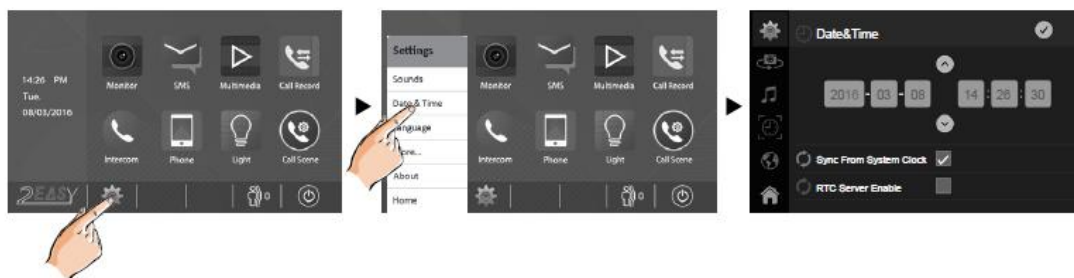 14:26 PM
Tue.
08/03/2016
Monitor
SMS
Multimedia
Call Record
Intercom
Phone
Light
Call Scene
2EASY
0
Settings
Sounds
Date & Time
Language
More...
About
Home
Monitor
SMS
Multimedia
Call Record
Intercom
Phone
Light
Call Scene
0
Date&Time
2016 - 03 - 08 14 : 26 : 30
Sync From System Clock
RTC Server Enable